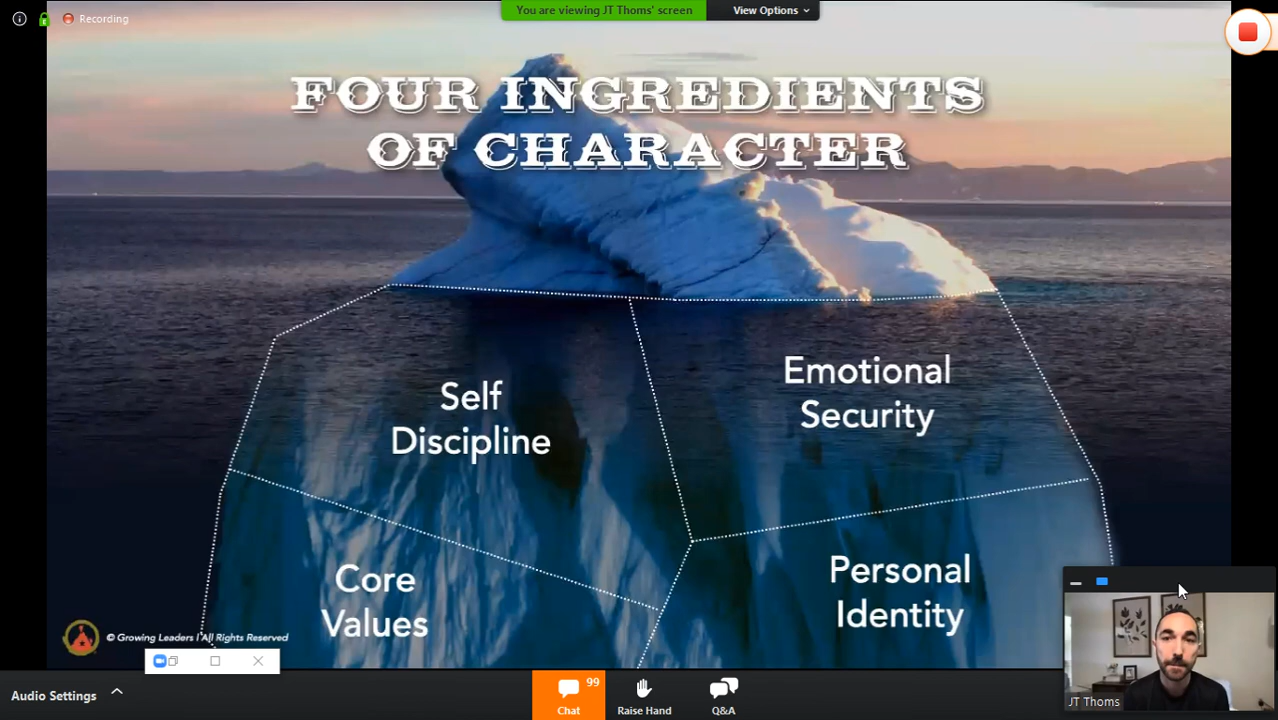 You are viewing JT Thoms' screen
View Options
Recording
FOUR INGREDIENTS
OF CHARACTER
Self
Discipline
Emotional
Security
Core
Values
Personal
Identity
© Growing Leaders | All Rights Reserved
JT Thoms
Audio Settings
Chat
99
Raise Hand
Q&A